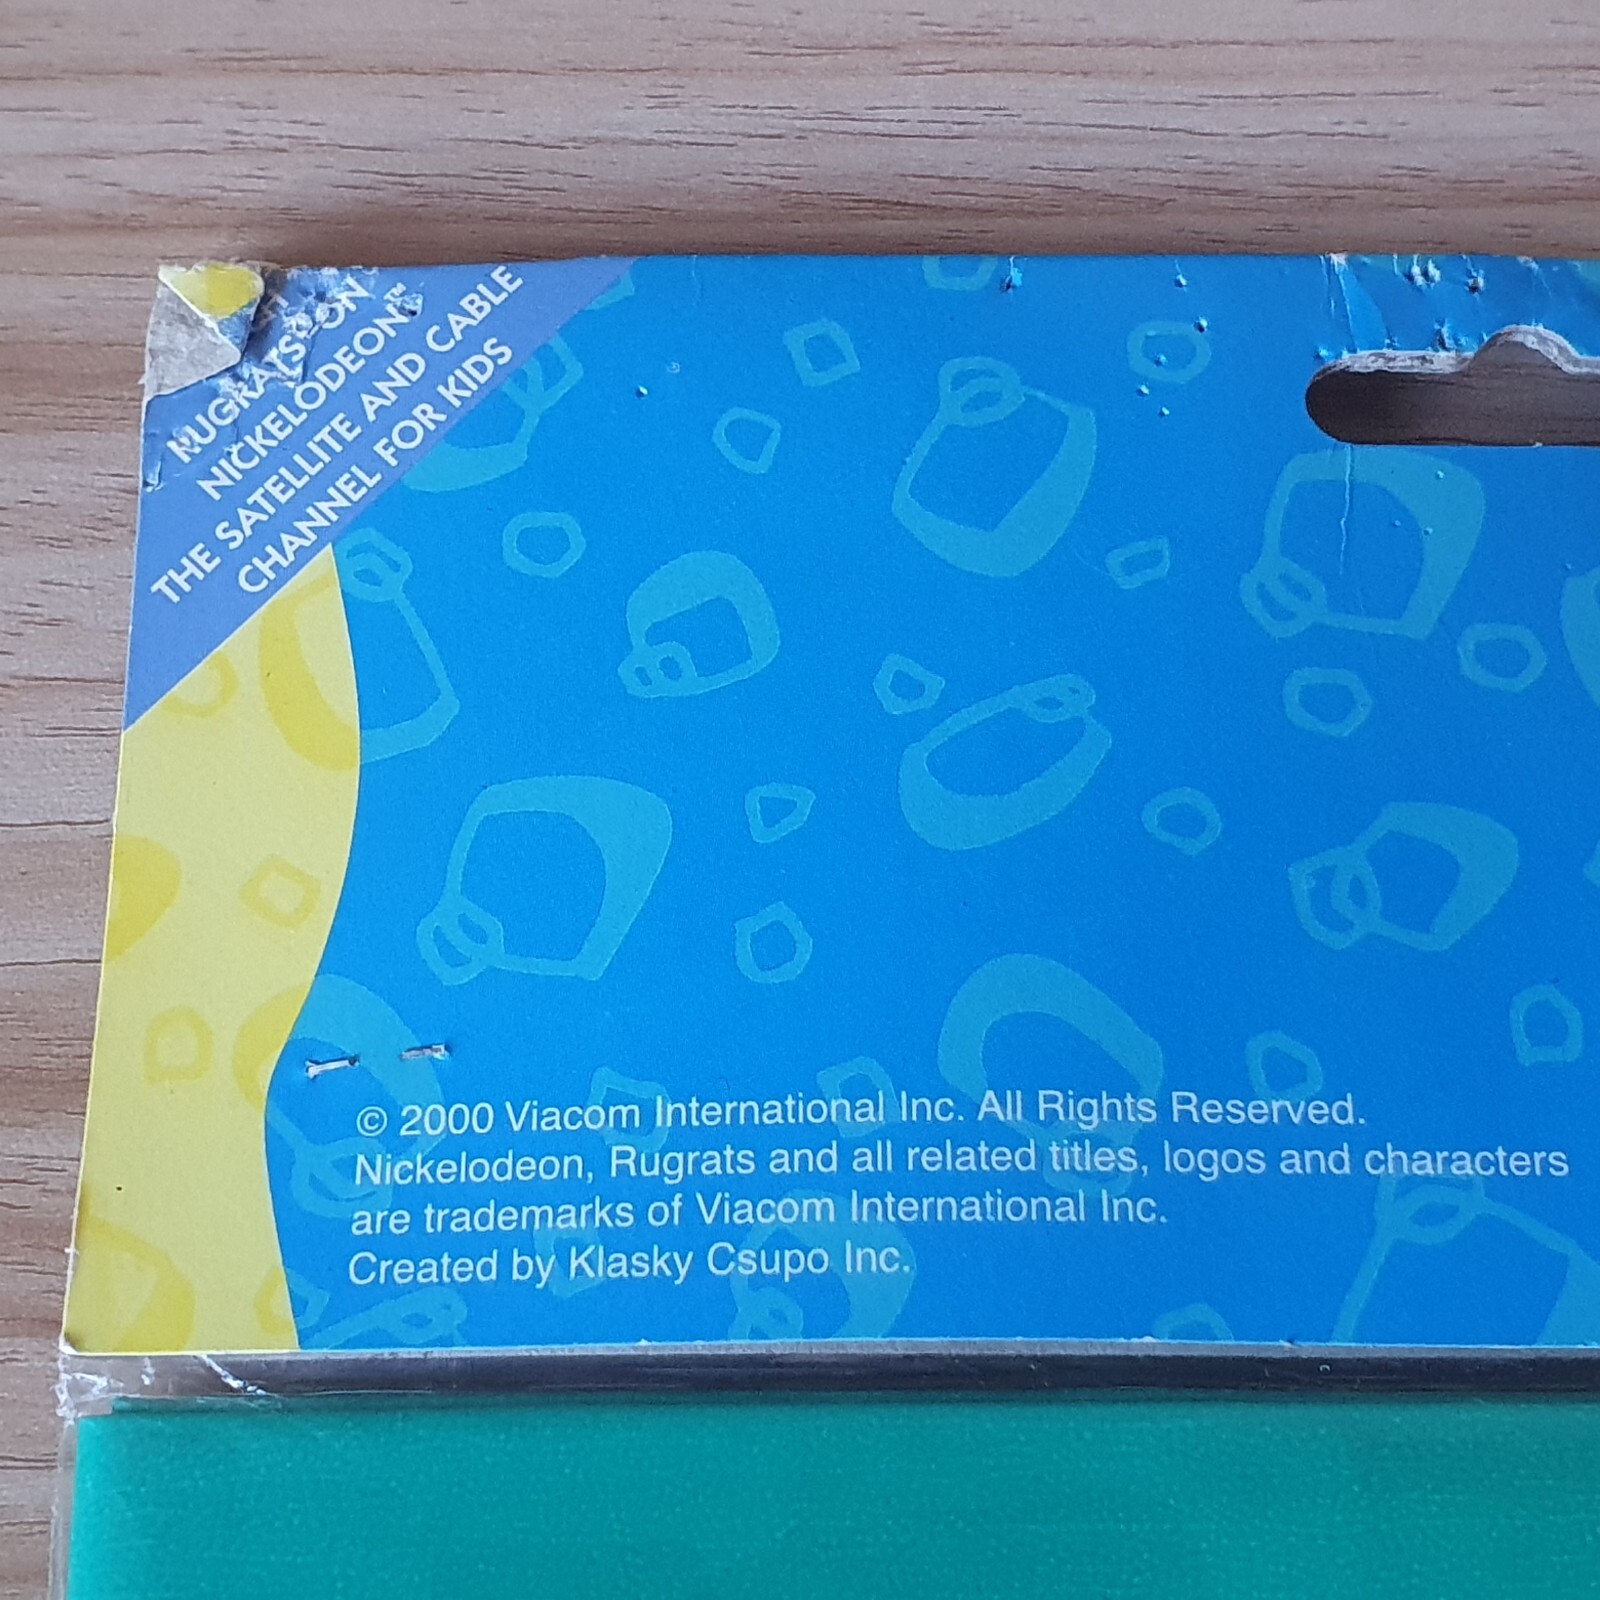 RUGRATS ON
NICKELODEON™
THE SATELLITE AND CABLE
CHANNEL FOR KIDS
© 2000 Viacom International Inc. All Rights Reserved.
Nickelodeon, Rugrats and all related titles, logos and characters
are trademarks of Viacom International Inc.
Created by Klasky Csupo Inc.